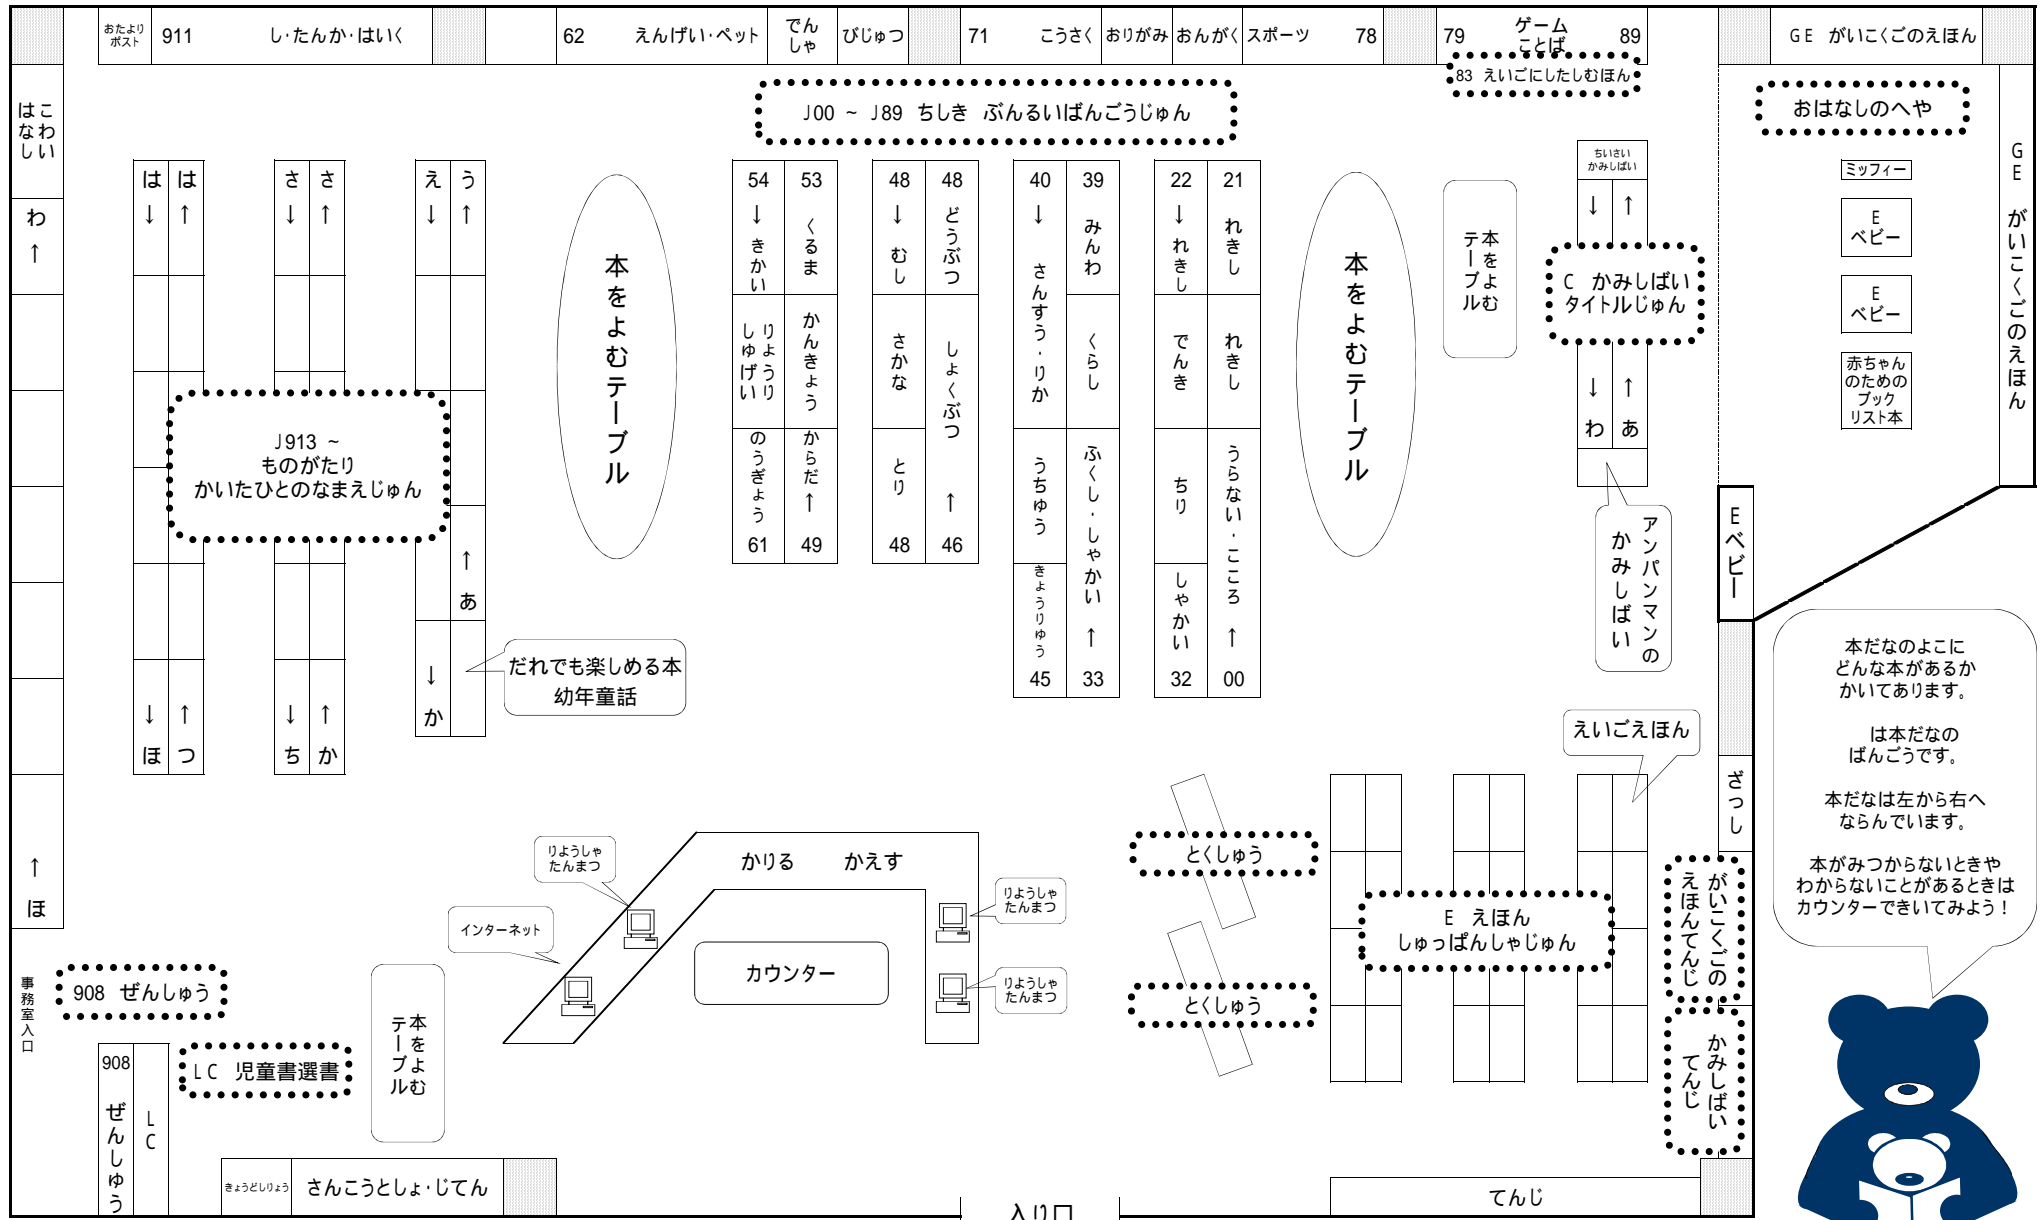 おたより
ポスト
911 し・たんか・はいく
62 えんげい・ペット
でん
しゃ
びじゅつ
71 こうさく
おりがみ
おんがく
スポーツ 78
79 ゲーム
ことば 89
83 えいごにしたしむほん
GE がいこくごのえほん
おはなしのへや
GE がいこくごのえほん
こわい
はなし
わ
↑
J00 ~ J89 ちしき ぶんるいばんごうじゅん
は
↓
は
↑
さ
↓
さ
↑
え
↓
う
↑
本をよむテーブル
54
↓
きかい
りょうり
しゅげい
のうぎょう
61
53
くるま
かんきょう
からだ
↑
49
48
↓
むし
さかな
とり
48
48
どうぶつ
しょくぶつ
↑
46
40
↓
さんすう・りか
うちゅう
きょうりゅう
45
39
みんわ
くらし
ふくし・しゃかい
↑
33
22
↓
れきし
でんき
ちり
しゃかい
32
21
れきし
れきし
うらない・こころ
↑
00
本をよむテーブル
本をよむ
テーブル
ちいさい
かみしばい
↓ ↑
C かみしばい
タイトルじゅん
↓ ↑
わ あ
アンパンマンの
かみしばい
ミッフィー
E
ベビー
E
ベビー
赤ちゃん
のための
ブック
リスト本
Eベビー
J913 ~
ものがたり
かいたひとのなまえじゅん
↑
あ
↓
か
だれでも楽しめる本
幼年童話
↓
ほ
↑
つ
↓
ち
↑
か
↑
ほ
えいごえほん
ざっし
本だなのよこに
どんな本があるか
かいてあります。
は本だなの
ばんごうです。
本だなは左から右へ
ならんでいます。
本がみつからないときや
わからないことがあるときは
カウンターできいてみよう!
りようしゃ
たんまつ
かりる かえす
りようしゃ
たんまつ
インターネット
カウンター
りようしゃ
たんまつ
とくしゅう
とくしゅう
E えほん
しゅっぱんしゃじゅん
がいこくごの
えほんてんじ
かみしばい
てんじ
事務室入口
908 ぜんしゅう
LC 児童書選書
本をよむ
テーブル
908 ぜんしゅう
LC
きょうどしりょう
さんこうとしょ・じてん
入り口
てんじ